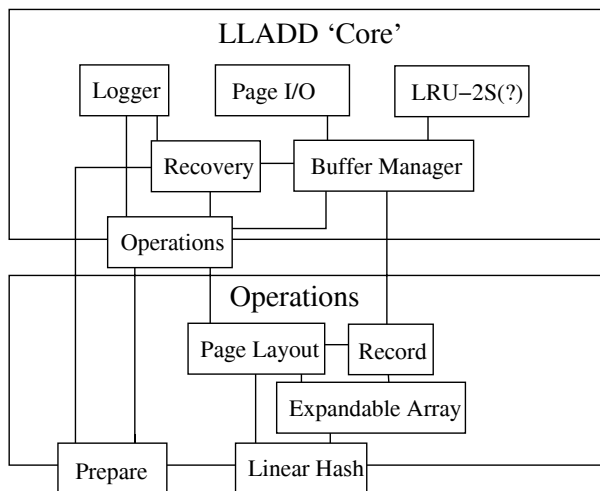 LLADD ‘Core’
Logger
Page I/O
LRU−2S(?)
Recovery
Buffer Manager
Operations
Operations
Page Layout
Record
Expandable Array
Prepare
Linear Hash